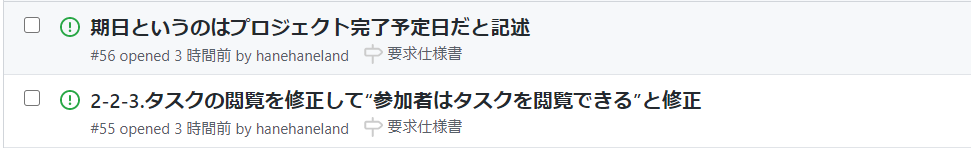 期日というのはプロジェクト完了予定日だと記述
#56 opened 3 時間前 by hanehaneland 要求仕様書
2-2-3.タスクの閲覧を修正して“参加者はタスクを閲覧できる”と修正
#55 opened 3 時間前 by hanehaneland 要求仕様書